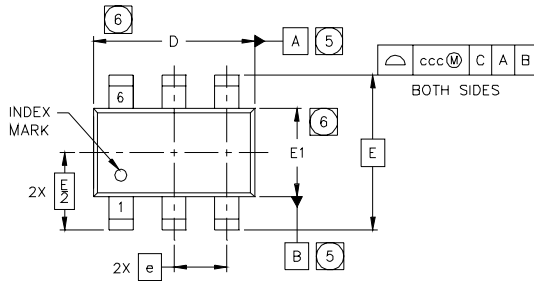 6
D
A 5
⌓ ccc Ⓜ C A B
BOTH SIDES
6
INDEX
MARK
6
E1
E
2X E/2
1
B 5
2X e